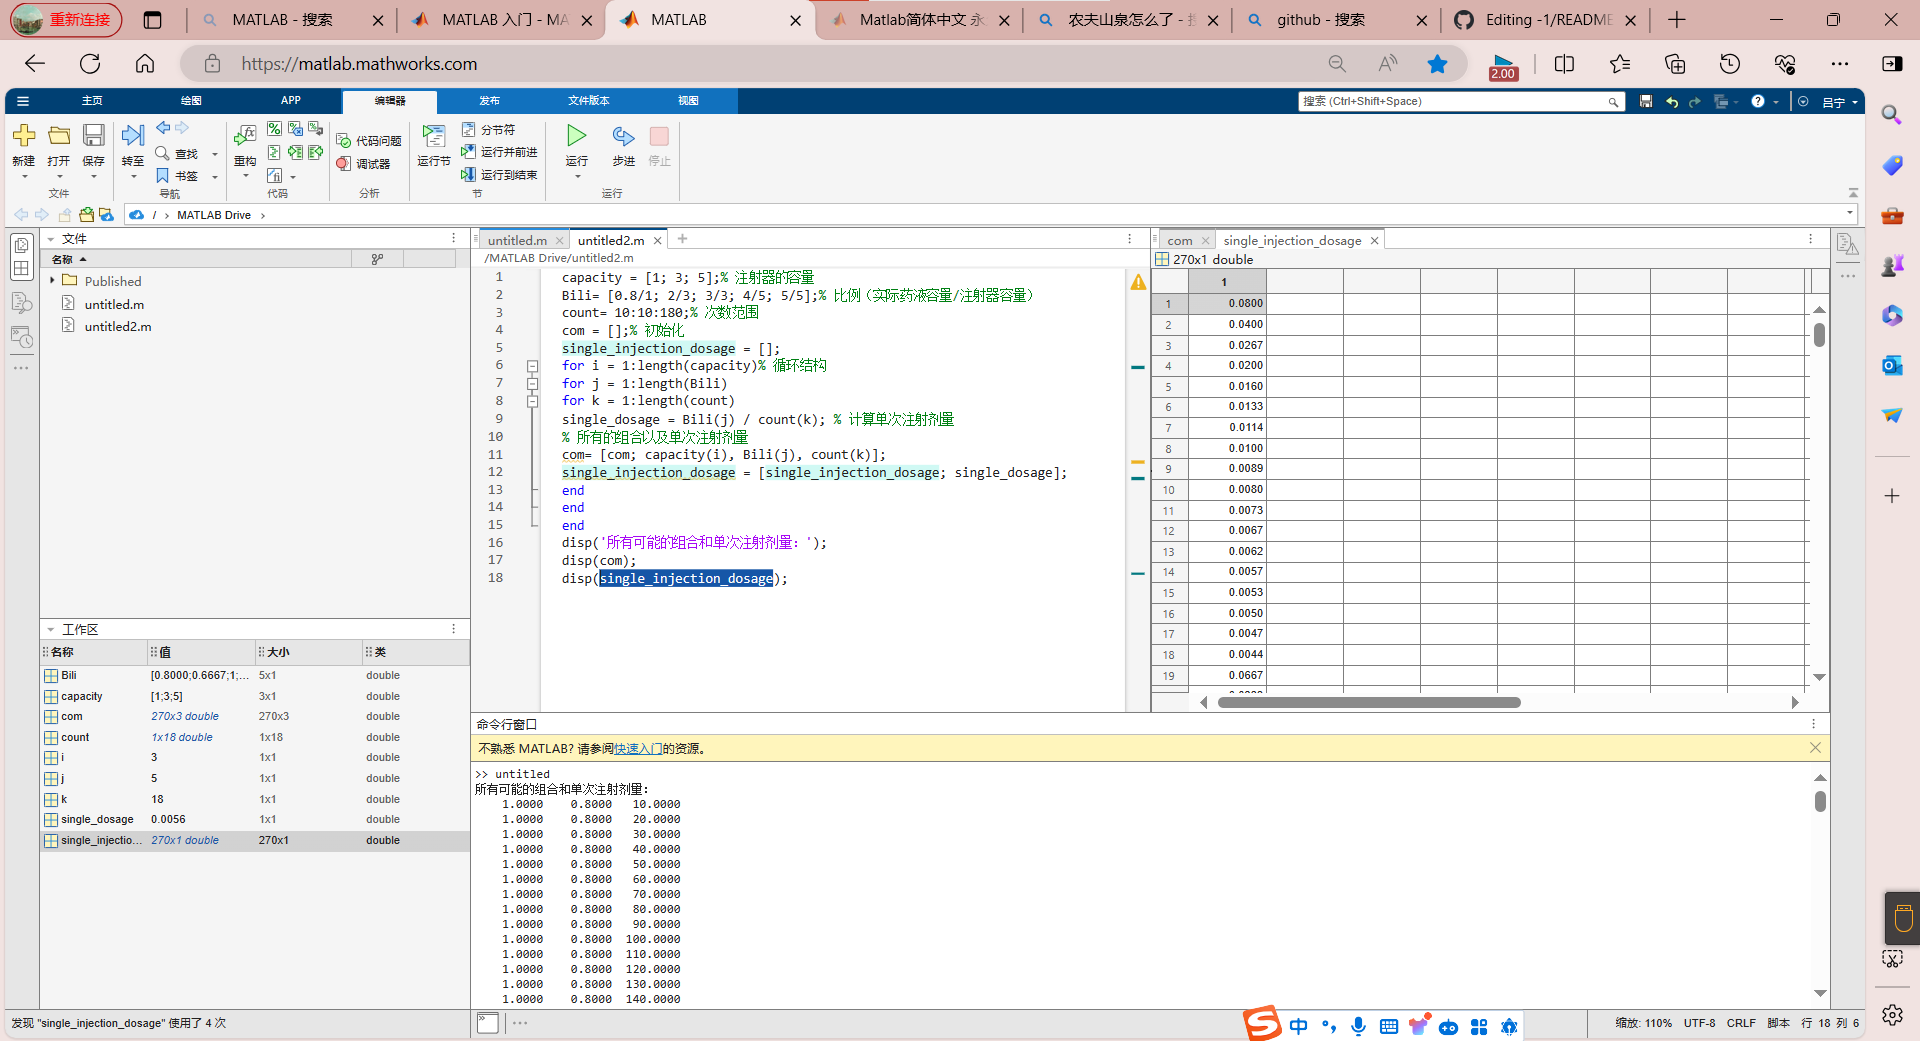 重新连接
MATLAB - 搜索
MATLAB 入门 - MA
MATLAB
Matlab简体中文 永
农夫山泉怎么了 - 搜
github - 搜索
Editing -1/README
https://matlab.mathworks.com
2.00
主页 绘图 APP 编辑器 发布 文件版本 视图
搜索 (Ctrl+Shift+Space)
吕宁
新建 打开 保存
文件
转至 查找 书签
导航
重构
代码
代码问题
调试器
分析
运行节
分节符
运行并前进
运行到结束
节
运行 步进 停止
运行
/ › MATLAB Drive ›
文件
名称
Published
untitled.m
untitled2.m
工作区
名称 值 大小 类
Bili [0.8000;0.6667;1;... 5x1 double
capacity [1;3;5] 3x1 double
com 270x3 double 270x3 double
count 1x18 double 1x18 double
i 3 1x1 double
j 5 1x1 double
k 18 1x1 double
single_dosage 0.0056 1x1 double
single_injectio... 270x1 double 270x1 double
untitled.m untitled2.m
/MATLAB Drive/untitled2.m
1 capacity = [1; 3; 5];% 注射器的容量
2 Bili= [0.8/1; 2/3; 3/3; 4/5; 5/5];% 比例（实际药液容量/注射器容量）
3 count= 10:10:180;% 次数范围
4 com = [];% 初始化
5 single_injection_dosage = [];
6 for i = 1:length(capacity)% 循环结构
7 for j = 1:length(Bili)
8 for k = 1:length(count)
9 single_dosage = Bili(j) / count(k); % 计算单次注射剂量
10 % 所有的组合以及单次注射剂量
11 com= [com; capacity(i), Bili(j), count(k)];
12 single_injection_dosage = [single_injection_dosage; single_dosage];
13 end
14 end
15 end
16 disp('所有可能的组合和单次注射剂量：');
17 disp(com);
18 disp(single_injection_dosage);
com single_injection_dosage
270x1 double
1
1 0.0800
2 0.0400
3 0.0267
4 0.0200
5 0.0160
6 0.0133
7 0.0114
8 0.0100
9 0.0089
10 0.0080
11 0.0073
12 0.0067
13 0.0062
14 0.0057
15 0.0053
16 0.0050
17 0.0047
18 0.0044
19 0.0667
命令行窗口
不熟悉 MATLAB? 请参阅快速入门的资源。
>> untitled
所有可能的组合和单次注射剂量：
1.0000 0.8000 10.0000
1.0000 0.8000 20.0000
1.0000 0.8000 30.0000
1.0000 0.8000 40.0000
1.0000 0.8000 50.0000
1.0000 0.8000 60.0000
1.0000 0.8000 70.0000
1.0000 0.8000 80.0000
1.0000 0.8000 90.0000
1.0000 0.8000 100.0000
1.0000 0.8000 110.0000
1.0000 0.8000 120.0000
1.0000 0.8000 130.0000
1.0000 0.8000 140.0000
发现 "single_injection_dosage" 使用了 4 次
中
缩放: 110% UTF-8 CRLF 脚本 行 18 列 6